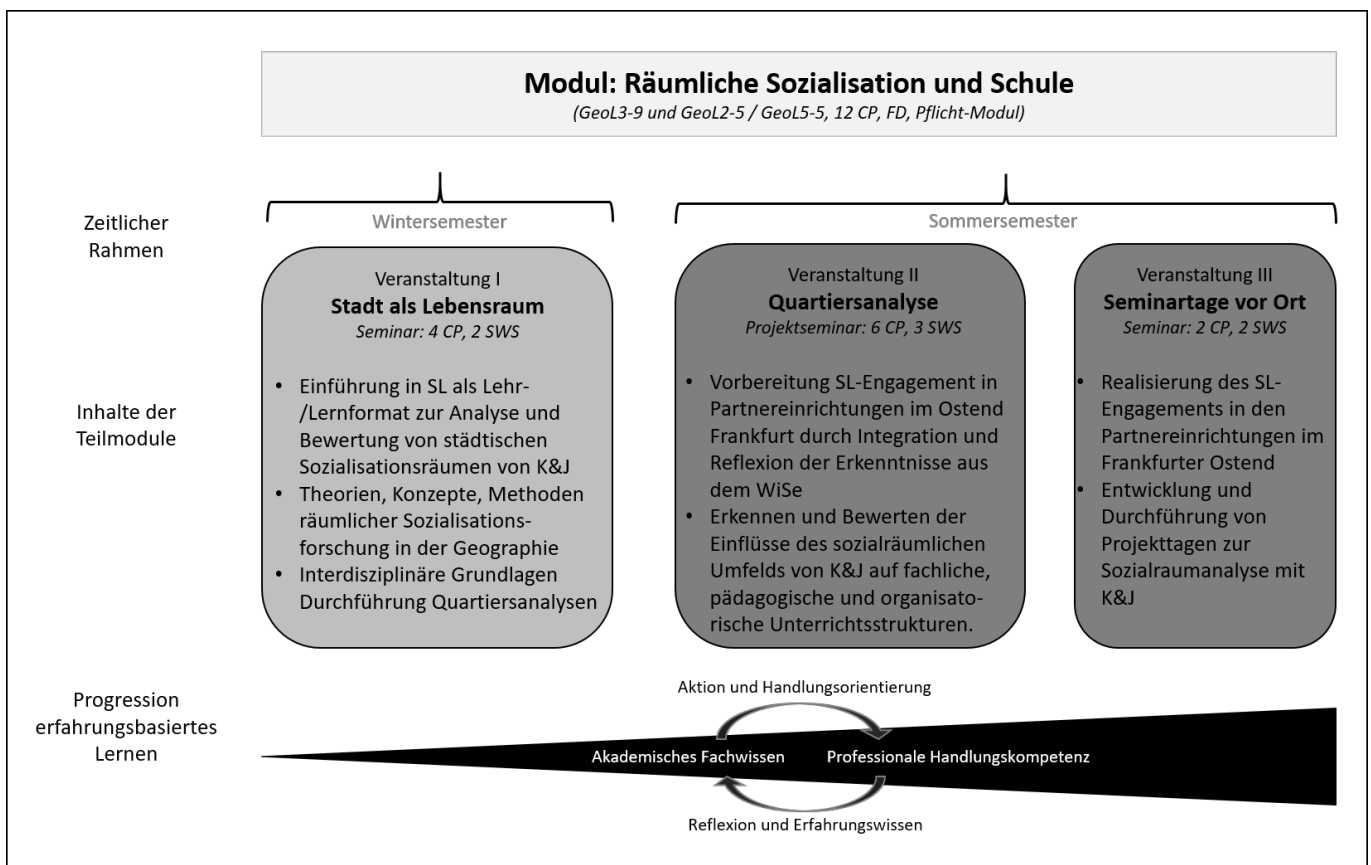 Modul: Räumliche Sozialisation und Schule
(GeoL3-9 und GeoL2-5 / GeoL5-5, 12 CP, FD, Pflicht-Modul)
Zeitlicher
Rahmen
Wintersemester
Sommersemester
Inhalte der
Teilmodule
Veranstaltung I
Stadt als Lebensraum
Seminar: 4 CP, 2 SWS
• Einführung in SL als Lehr-
/Lernformat zur Analyse und
Bewertung von städtischen
Sozialisationsräumen von K&J
• Theorien, Konzepte, Methoden
räumlicher Sozialisations-
forschung in der Geographie
• Interdisziplinäre Grundlagen
Durchführung Quartiersanalysen
Veranstaltung II
Quartiersanalyse
Projektseminar: 6 CP, 3 SWS
• Vorbereitung SL-Engagement in
Partnereinrichtungen im Ostend
Frankfurt durch Integration und
Reflexion der Erkenntnisse aus
dem WiSe
• Erkennen und Bewerten der
Einflüsse des sozialräumlichen
Umfelds von K&J auf fachliche,
pädagogische und organisato-
rische Unterrichtsstrukturen.
Veranstaltung III
Seminartage vor Ort
Seminar: 2 CP, 2 SWS
• Realisierung des SL-
Engagements in den
Partnereinrichtungen im
Frankfurter Ostend
• Entwicklung und
Durchführung von
Projekttagen zur
Sozialraumanalyse mit
K&J
Progression
erfahrungsbasiertes
Lernen
Aktion und Handlungsorientierung
Akademisches Fachwissen
Professionale Handlungskompetenz
Reflexion und Erfahrungswissen